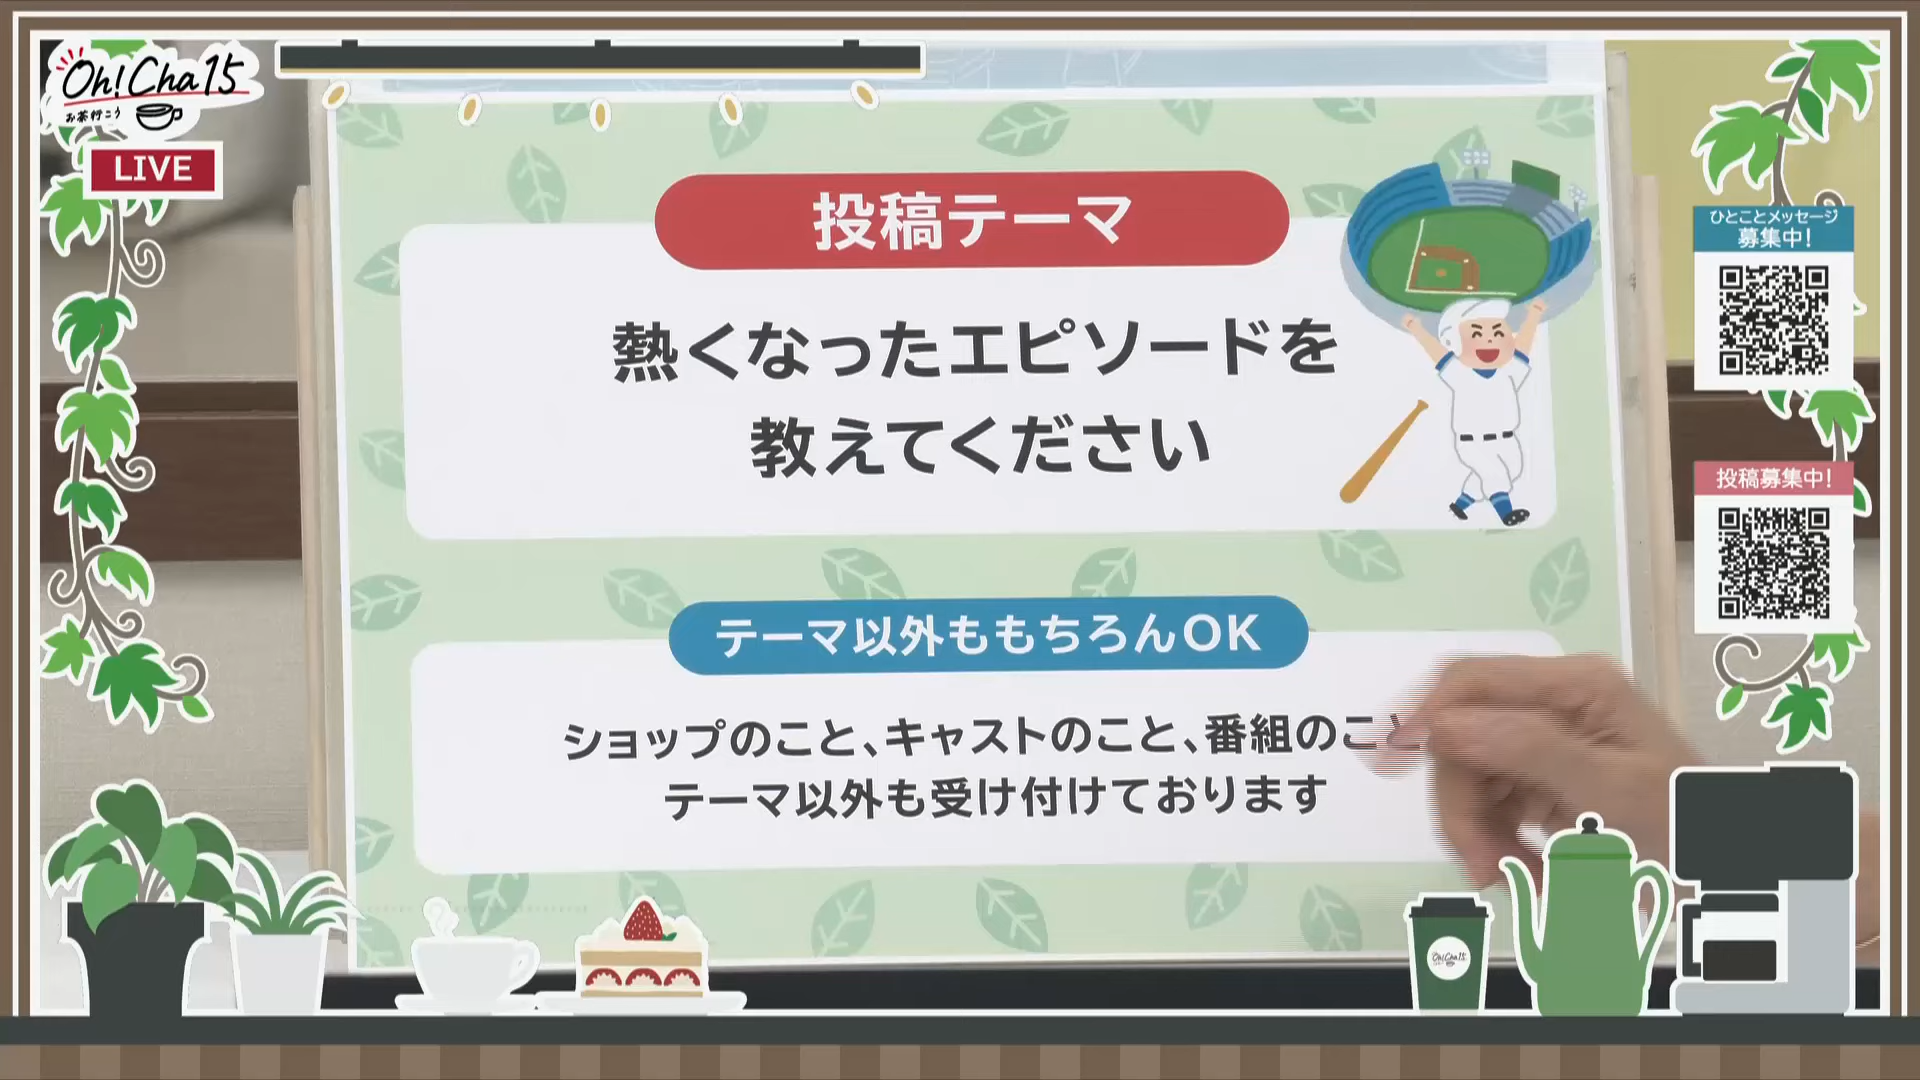 Oh!Cha15
お茶行こう
LIVE
投稿テーマ
熱くなったエピソードを
教えてください
テーマ以外ももちろんOK
ショップのこと、キャストのこと、番組のこと
テーマ以外も受け付けております
ひとことメッセージ
募集中!
投稿募集中!
Oh!Cha15